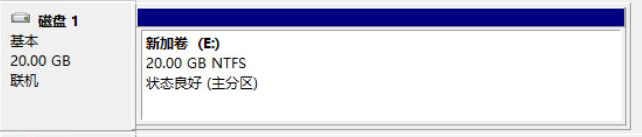 磁盘 1
基本
20.00 GB
联机
新加卷 (E:)
20.00 GB NTFS
状态良好 (主分区)